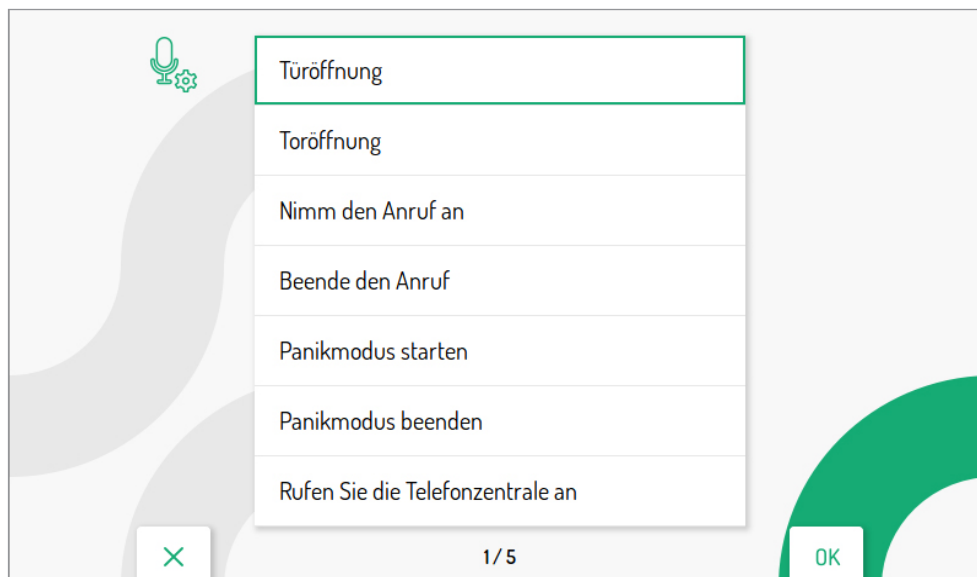 Türöffnung
Toröffnung
Nimm den Anruf an
Beende den Anruf
Panikmodus starten
Panikmodus beenden
Rufen Sie die Telefonzentrale an
1 / 5
OK